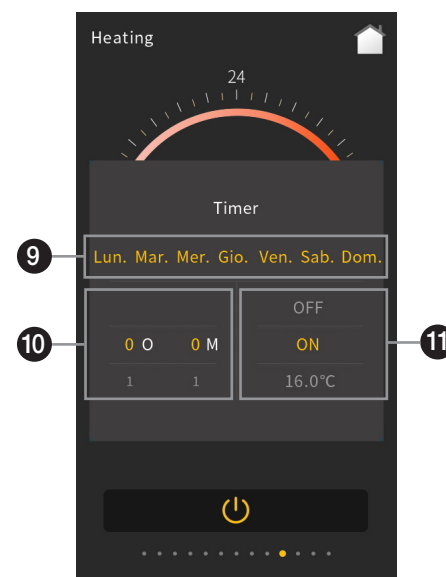 Heating
24
Timer
9
Lun. Mar. Mer. Gio. Ven. Sab. Dom.
10
0 O 0 M
1 1
OFF
ON
16.0°C
11